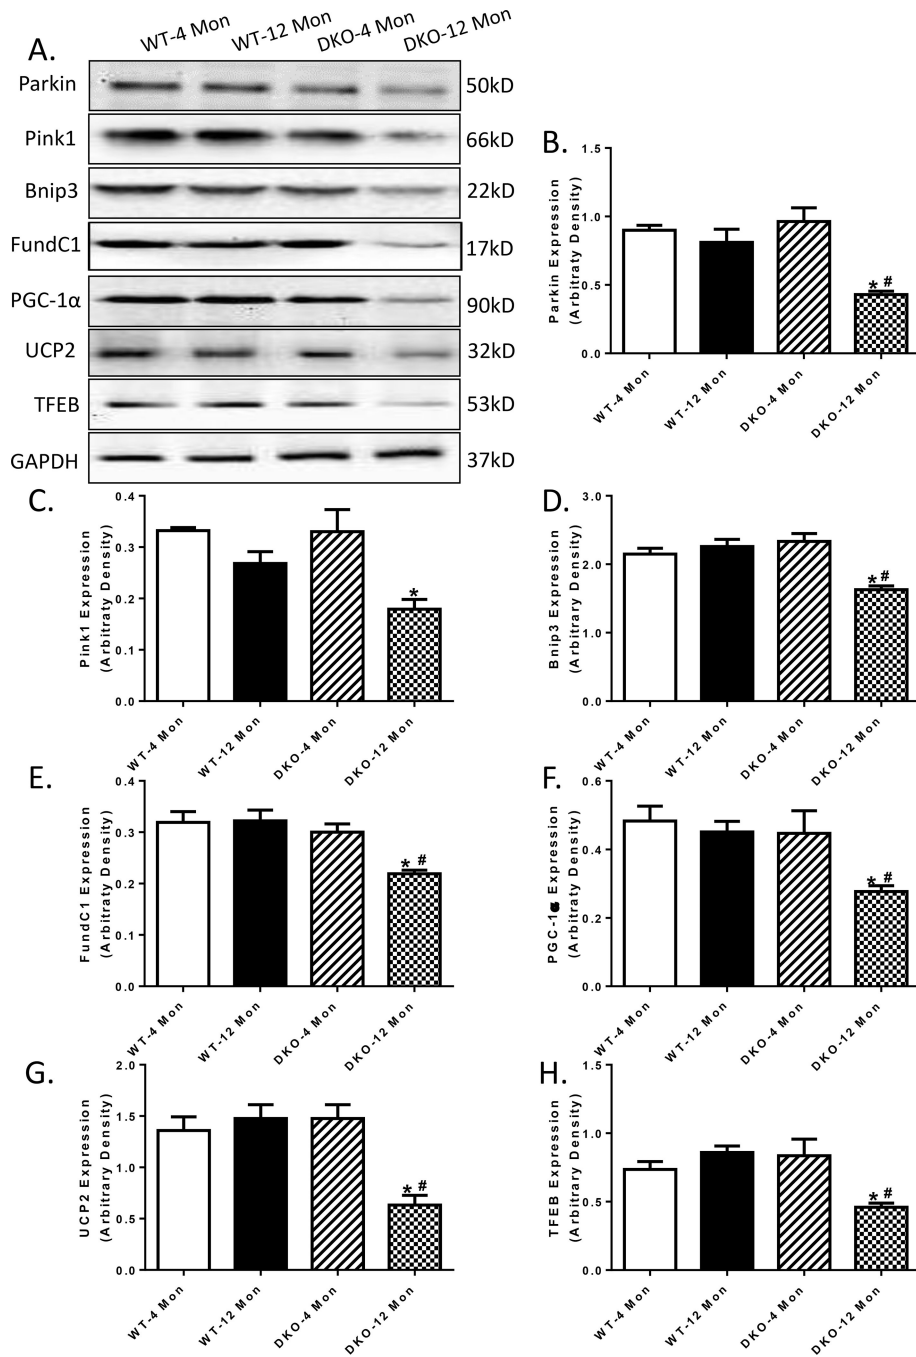 A.
WT-4 Mon
WT-12 Mon
DKO-4 Mon
DKO-12 Mon
Parkin
50kD
Pink1
66kD
Bnip3
22kD
FundC1
17kD
PGC-1α
90kD
UCP2
32kD
TFEB
53kD
GAPDH
37kD
B.
Parkin Expression
(Arbitraty Density)
1.5
1.0
0.5
0.0
* #
WT-4 Mon
WT-12 Mon
DKO-4 Mon
DKO-12 Mon
C.
Pink1 Expression
(Arbitraty Density)
0.4
0.3
0.2
0.1
0.0
*
WT-4 Mon
WT-12 Mon
DKO-4 Mon
DKO-12 Mon
D.
Bnip3 Expression
(Arbitrary Density)
3.0
2.0
1.0
0.0
* #
WT-4 Mon
WT-12 Mon
DKO-4 Mon
DKO-12 Mon
E.
FundC1 Expression
(Arbitraty Density)
0.4
0.3
0.2
0.1
0.0
* #
WT-4 Mon
WT-12 Mon
DKO-4 Mon
DKO-12 Mon
F.
PGC-1α Expression
(Arbitraty Density)
0.6
0.4
0.2
0.0
* #
WT-4 Mon
WT-12 Mon
DKO-4 Mon
DKO-12 Mon
G.
UCP2 Expression
(Arbitrary Density)
2.0
1.5
1.0
0.5
0.0
* #
WT-4 Mon
WT-12 Mon
DKO-4 Mon
DKO-12 Mon
H.
TFEB Expression
(Arbitrary Density)
1.5
1.0
0.5
0.0
* #
WT-4 Mon
WT-12 Mon
DKO-4 Mon
DKO-12 Mon